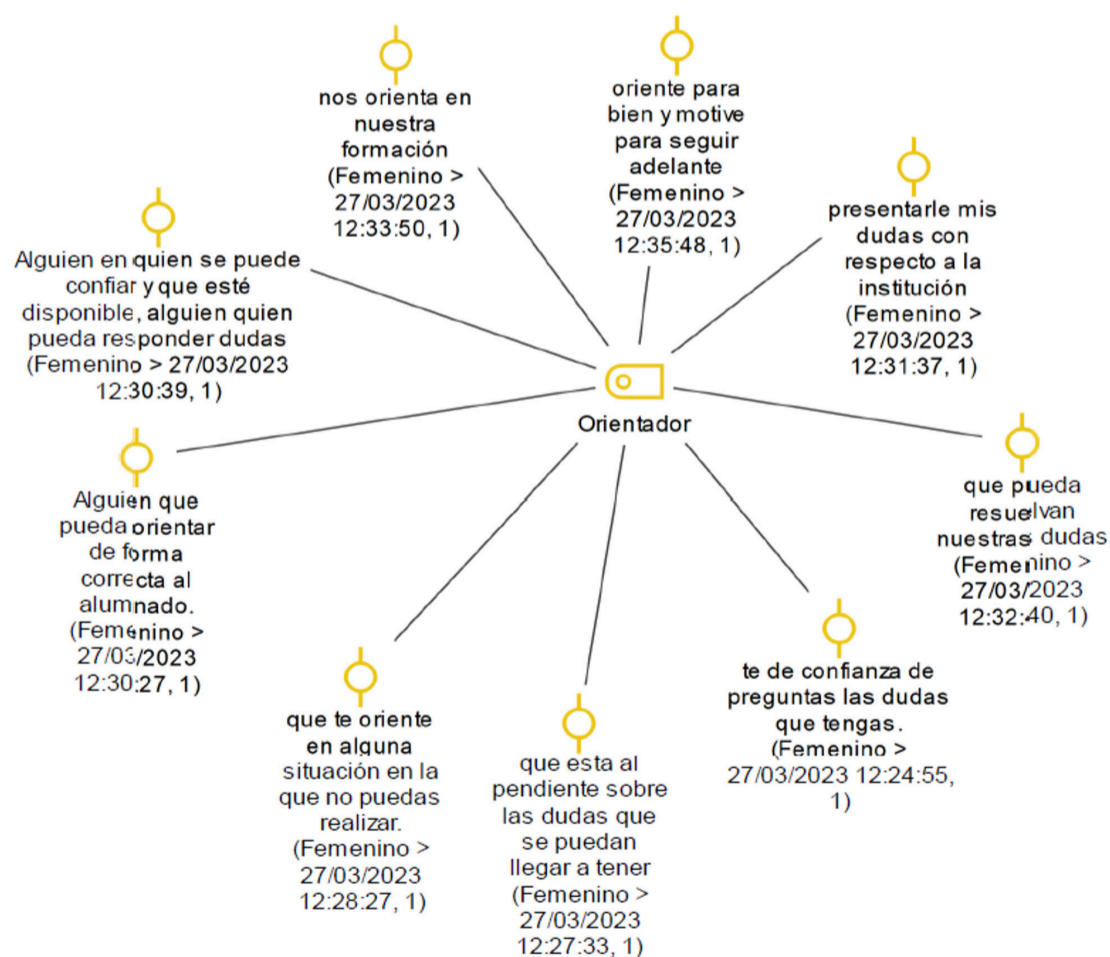 nos orienta en
nuestra
formación
(Femenino >
27/03/2023
12:33:50, 1)
oriente para
bien y motive
para seguir
adelante
(Femenino >
27/03/2023
12:35:48, 1)
presentarle mis
dudas con
respecto a la
institución
(Femenino >
27/03/2023
12:31:37, 1)
Alguien en quien se puede
confiar y que esté
disponible, alguien quien
pueda responder dudas
(Femenino > 27/03/2023
12:30:39, 1)
Orientador
Alguien que
pueda orientar
de forma
correcta al
alumnado.
(Femenino >
27/03/2023
12:30:27, 1)
que pueda
resuelvan
nuestras dudas
(Femenino >
27/03/2023
12:32:40, 1)
que te oriente
en alguna
situación en la
que no puedas
realizar.
(Femenino >
27/03/2023
12:28:27, 1)
que esta al
pendiente sobre
las dudas que
se puedan
llegar a tener
(Femenino >
27/03/2023
12:27:33, 1)
te de confianza de
preguntas las dudas
que tengas.
(Femenino >
27/03/2023 12:24:55,
1)